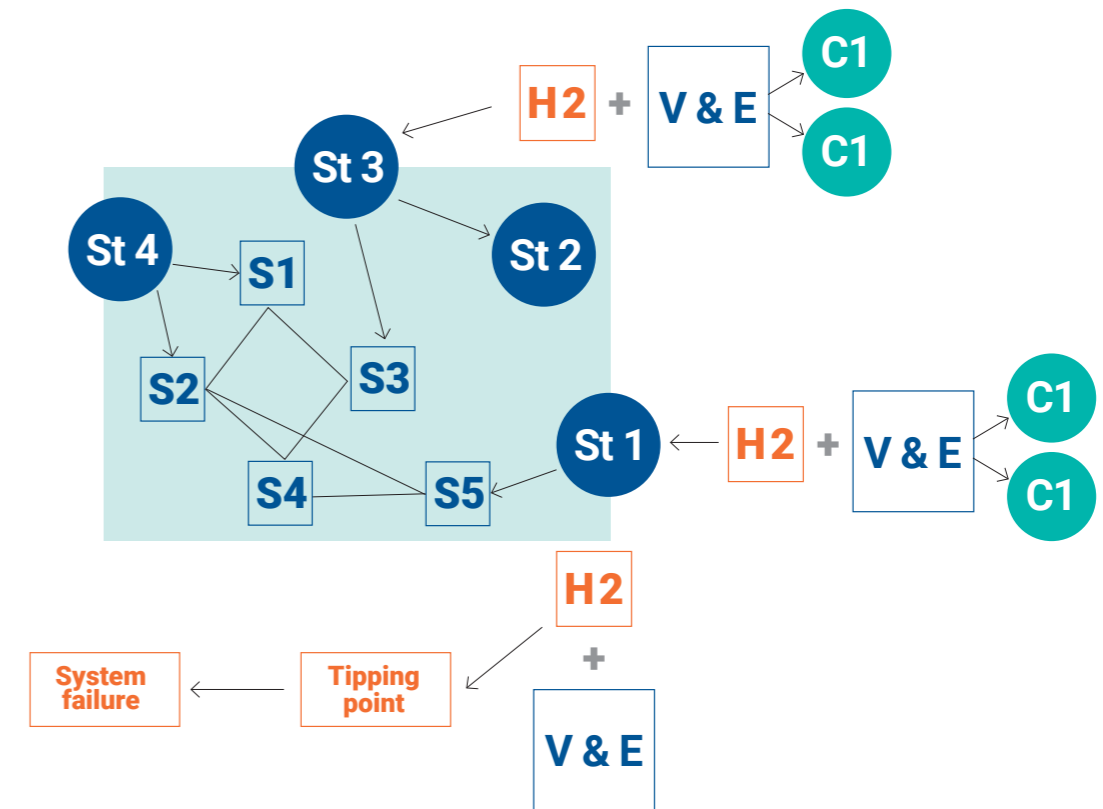 C1
H2 + V & E
C1
St 3
St 4
St 2
S1
S2
S3
C1
St 1
H2 + V & E
C1
S4
S5
H2
+
System
failure
Tipping
point
V & E